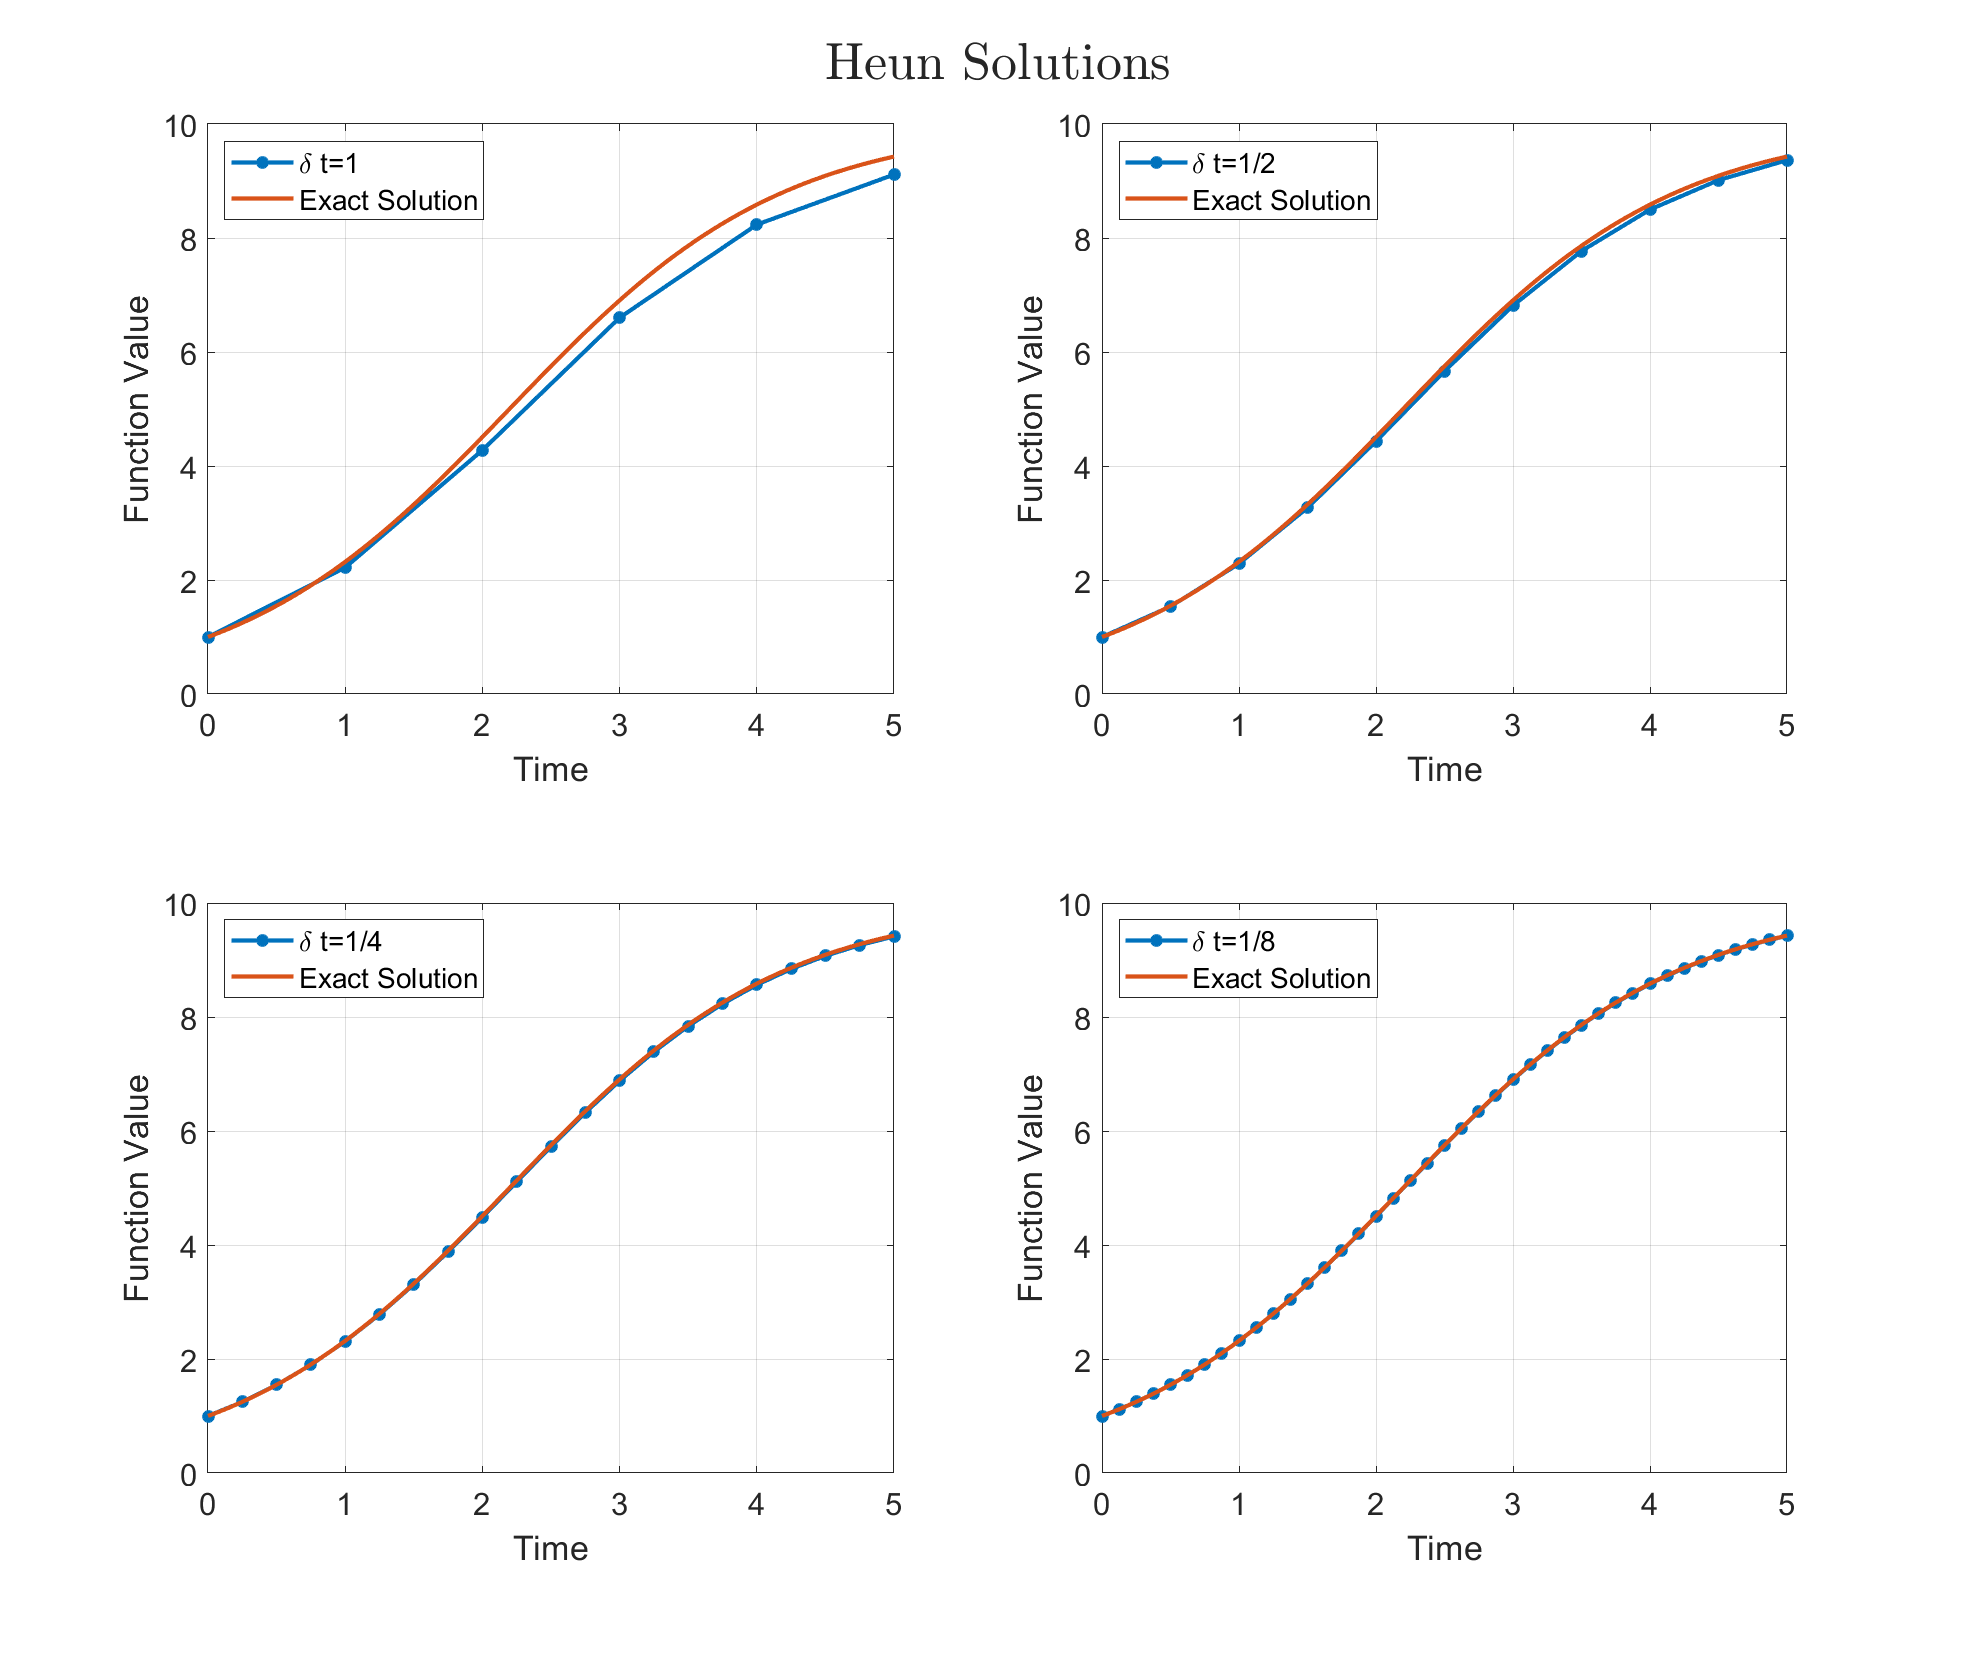 Heun Solutions
10
8
6
4
2
0
Function Value
δ t=1
Exact Solution
0 1 2 3 4 5
Time
10
8
6
4
2
0
Function Value
δ t=1/2
Exact Solution
0 1 2 3 4 5
Time
10
8
6
4
2
0
Function Value
δ t=1/4
Exact Solution
0 1 2 3 4 5
Time
10
8
6
4
2
0
Function Value
δ t=1/8
Exact Solution
0 1 2 3 4 5
Time